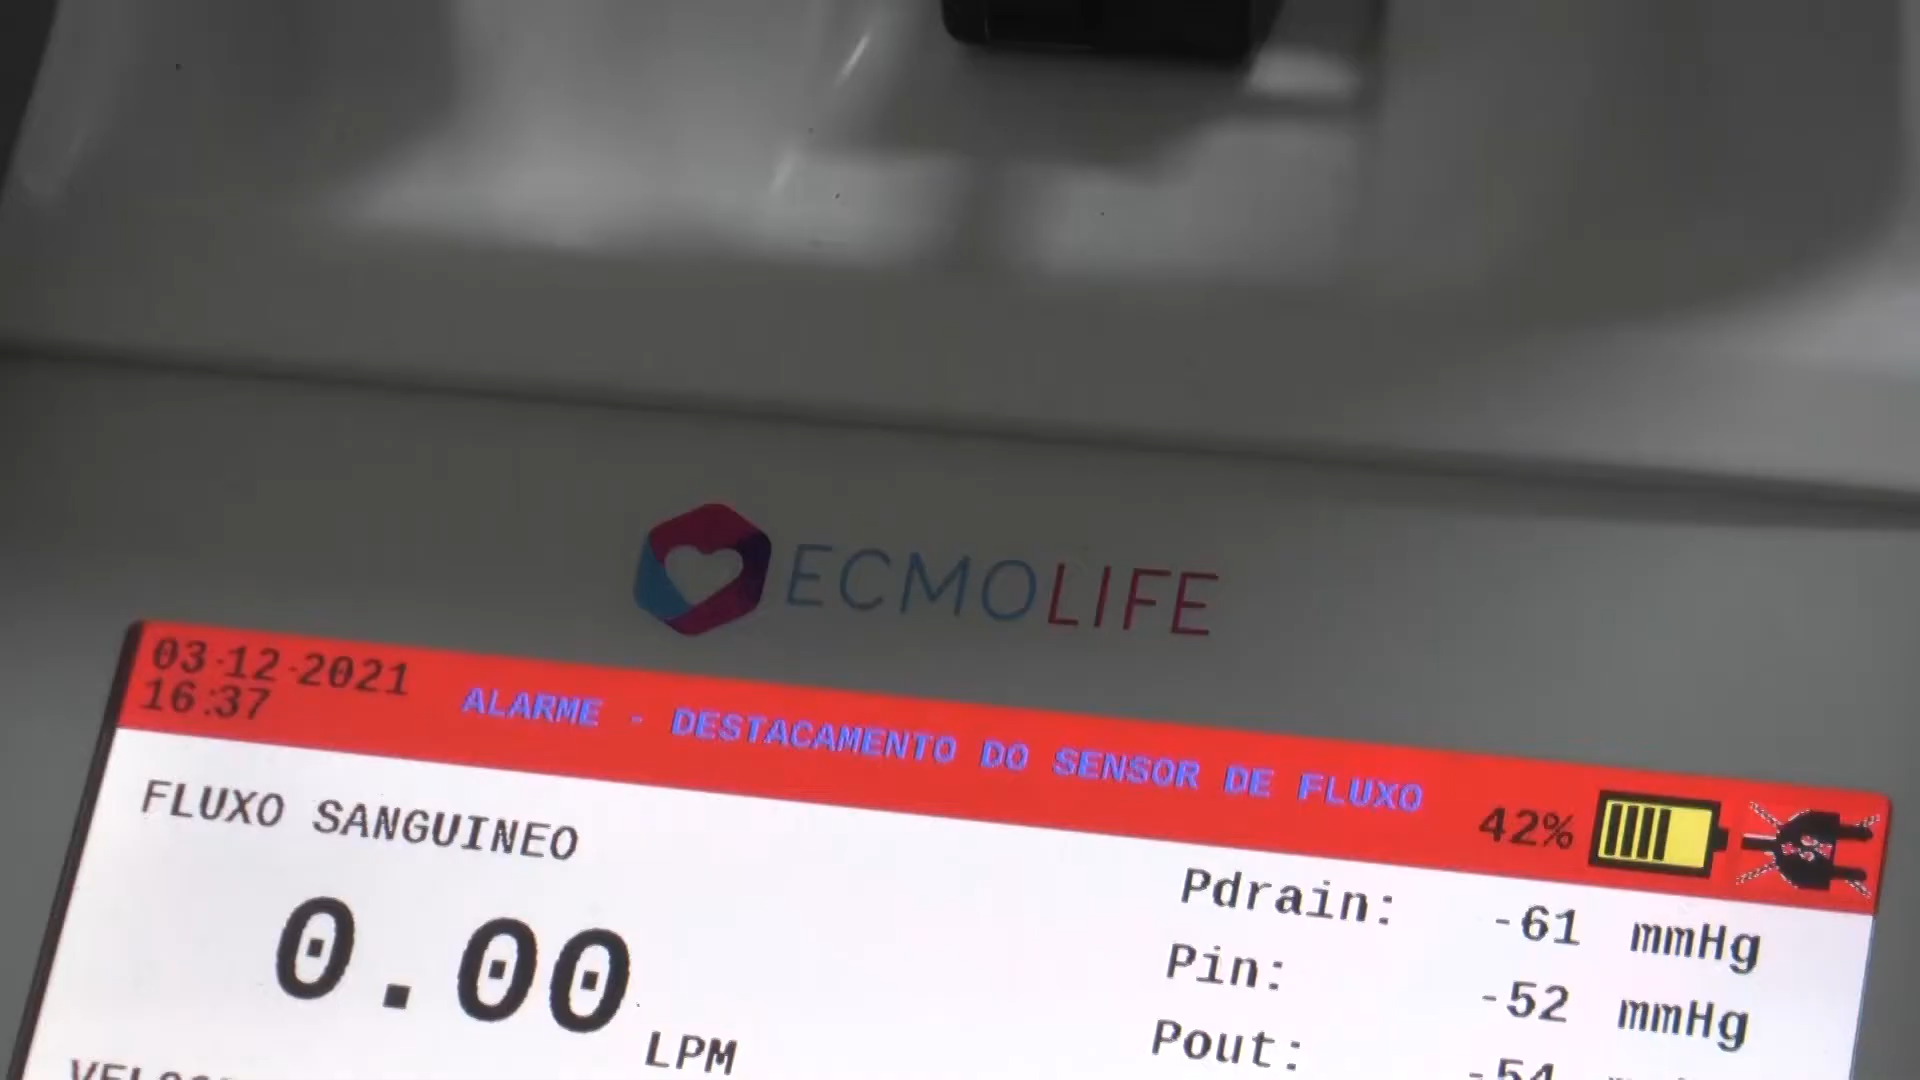 ECMOLIFE
03-12-2021
16:37
ALARME - DESTACAMENTO DO SENSOR DE FLUXO
42%
FLUXO SANGUINEO
0.00 LPM
Pdrain: -61 mmHg
Pin: -52 mmHg
Pout: -54